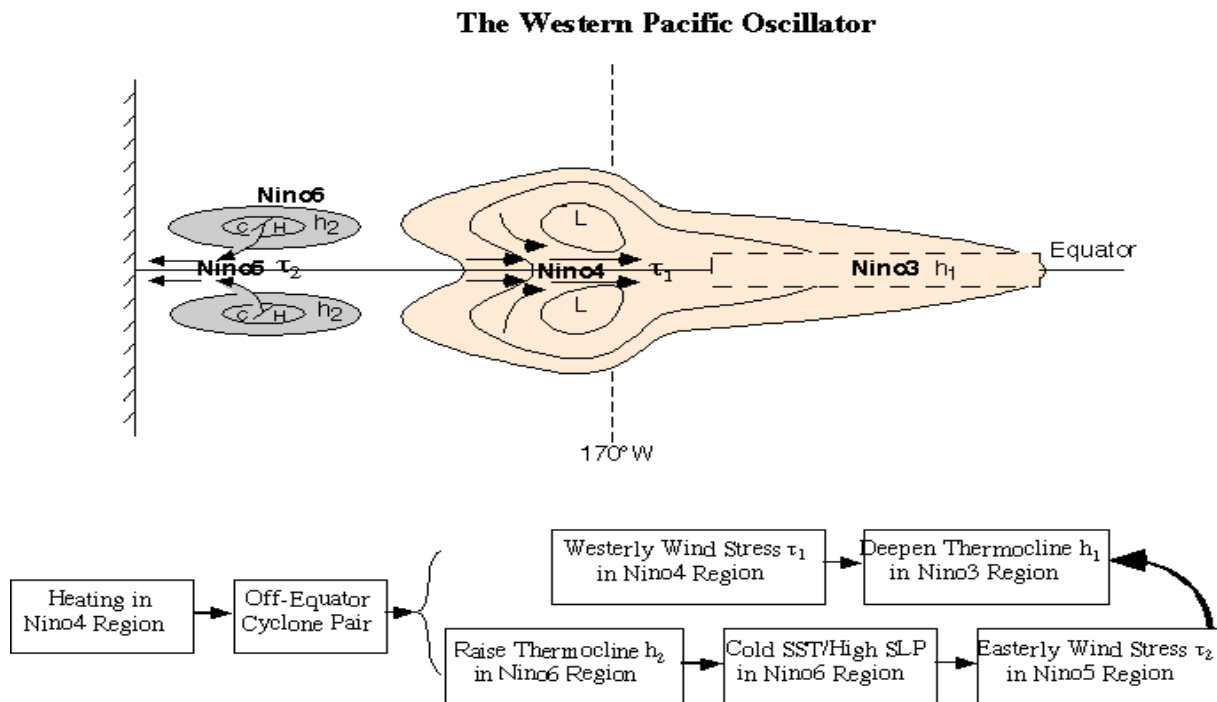 The Western Pacific Oscillator
Nino6
C H h2
Nino5 τ2
C H h2
L
Nino4 τ1
L
Nino3 h1
Equator
170° W
Heating in
Nino4 Region
Off-Equator
Cyclone Pair
Westerly Wind Stress τ1
in Nino4 Region
Deepen Thermocline h1
in Nino3 Region
Raise Thermocline h2
in Nino6 Region
Cold SST/High SLP
in Nino6 Region
Easterly Wind Stress τ2
in Nino5 Region